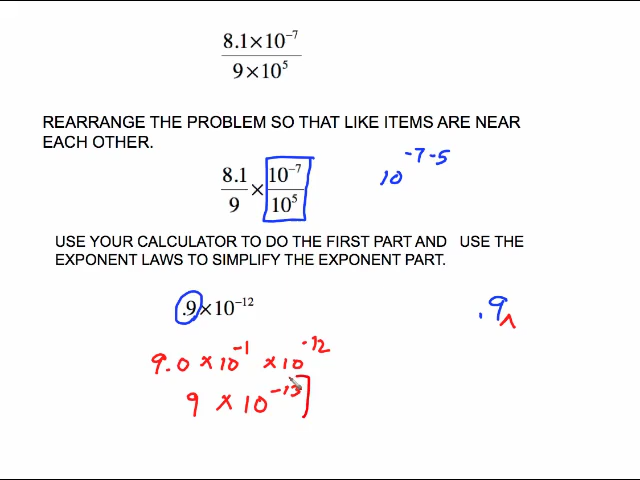 8.1×10⁻⁷
9×10⁵
REARRANGE THE PROBLEM SO THAT LIKE ITEMS ARE NEAR
EACH OTHER.
8.1/9 × 10⁻⁷/10⁵
10⁻⁷⁻⁵
USE YOUR CALCULATOR TO DO THE FIRST PART AND USE THE
EXPONENT LAWS TO SIMPLIFY THE EXPONENT PART.
.9×10⁻¹²
.9
9.0 × 10⁻¹ × 10⁻¹²
9 × 10⁻¹³